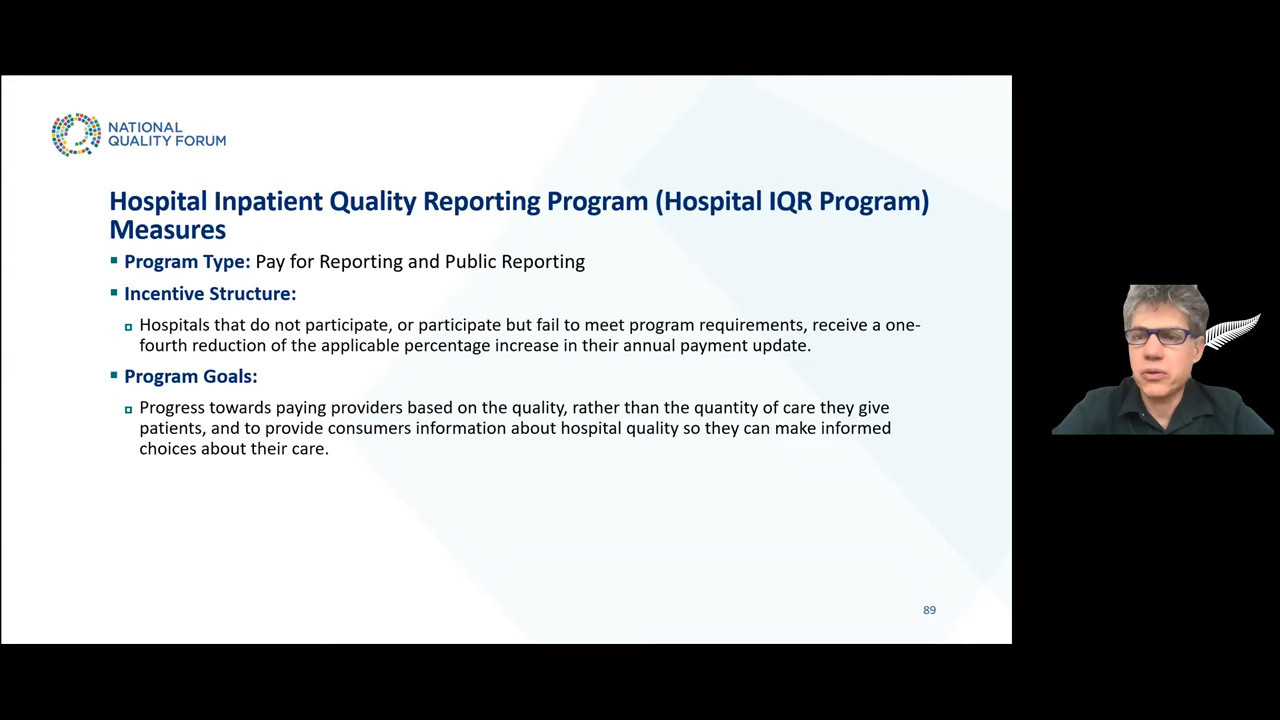 NATIONAL
QUALITY FORUM
Hospital Inpatient Quality Reporting Program (Hospital IQR Program)
Measures
Program Type: Pay for Reporting and Public Reporting
Incentive Structure:
Hospitals that do not participate, or participate but fail to meet program requirements, receive a one-
fourth reduction of the applicable percentage increase in their annual payment update.
Program Goals:
Progress towards paying providers based on the quality, rather than the quantity of care they give
patients, and to provide consumers information about hospital quality so they can make informed
choices about their care.
89